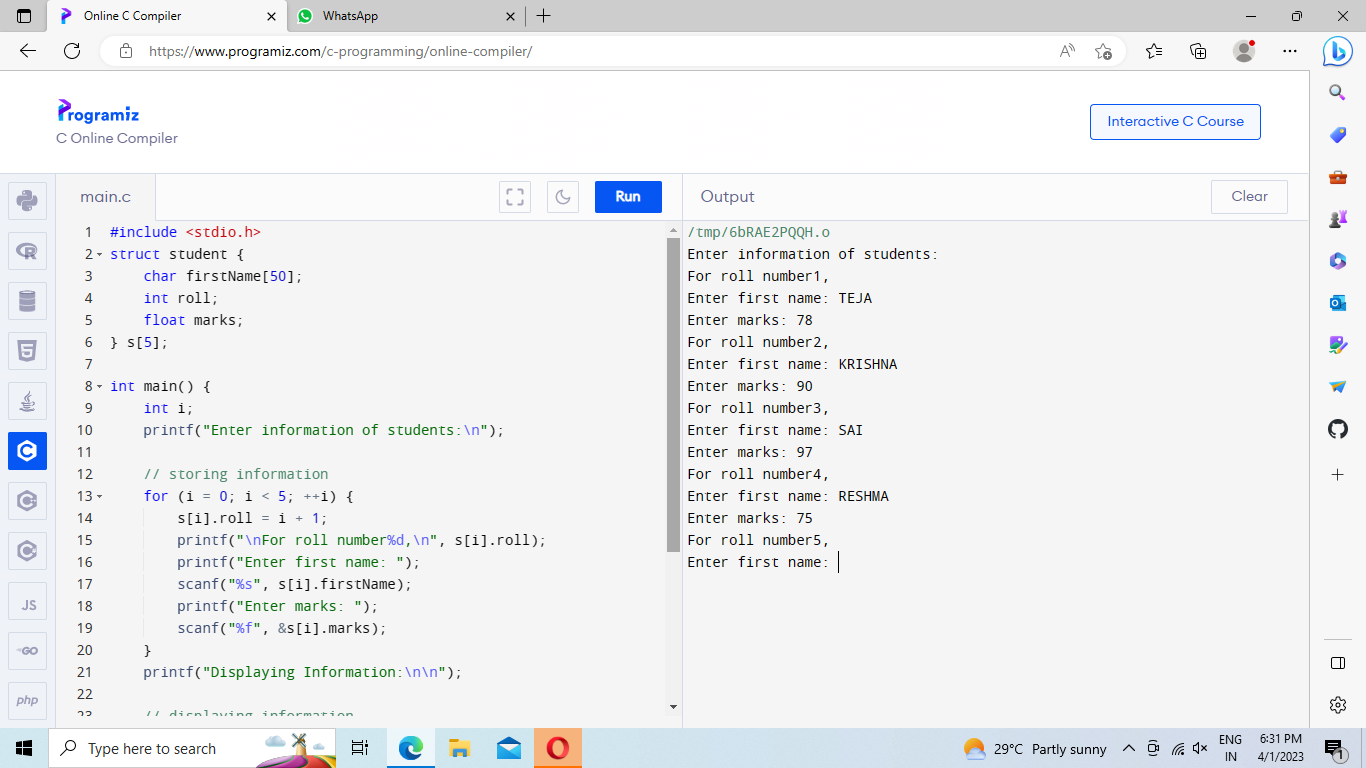 Online C Compiler
WhatsApp
https://www.programiz.com/c-programming/online-compiler/
Programiz
C Online Compiler
Interactive C Course
main.c
Run
Output
Clear
1 #include <stdio.h>
2 struct student {
3 char firstName[50];
4 int roll;
5 float marks;
6 } s[5];
7
8 int main() {
9 int i;
10 printf("Enter information of students:\n");
11
12 // storing information
13 for (i = 0; i < 5; ++i) {
14 s[i].roll = i + 1;
15 printf("\nFor roll number%d,\n", s[i].roll);
16 printf("Enter first name: ");
17 scanf("%s", s[i].firstName);
18 printf("Enter marks: ");
19 scanf("%f", &s[i].marks);
20 }
21 printf("Displaying Information:\n\n");
22
23 // displaying information
/tmp/6bRAE2PQQH.o
Enter information of students:
For roll number1,
Enter first name: TEJA
Enter marks: 78
For roll number2,
Enter first name: KRISHNA
Enter marks: 90
For roll number3,
Enter first name: SAI
Enter marks: 97
For roll number4,
Enter first name: RESHMA
Enter marks: 75
For roll number5,
Enter first name:
JS
GO
php
Type here to search
29°C Partly sunny
ENG
IN
6:31 PM
4/1/2023
1